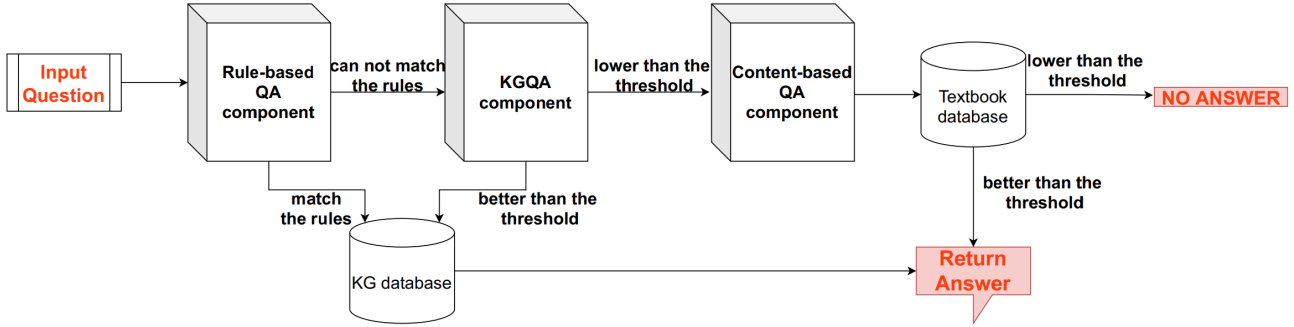 Input
Question
Rule-based
QA
component
can not match
the rules
KGQA
component
lower than the
threshold
Content-based
QA
component
Textbook
database
lower than the
threshold
NO ANSWER
match
the rules
better than the
threshold
better than the
threshold
KG database
Return
Answer